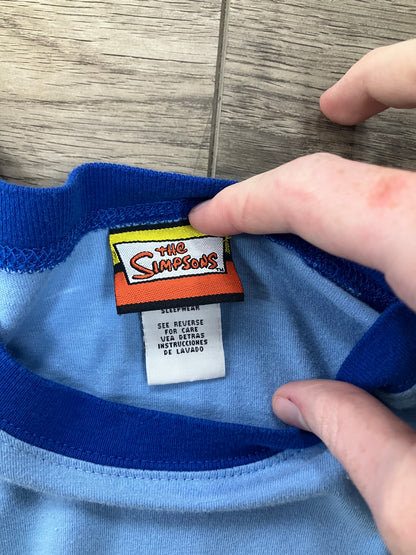 THE
SIMPSONS
TM
SLEEPWEAR
SEE REVERSE
FOR CARE
VEA DETRAS
INSTRUCCIONES
DE LAVADO